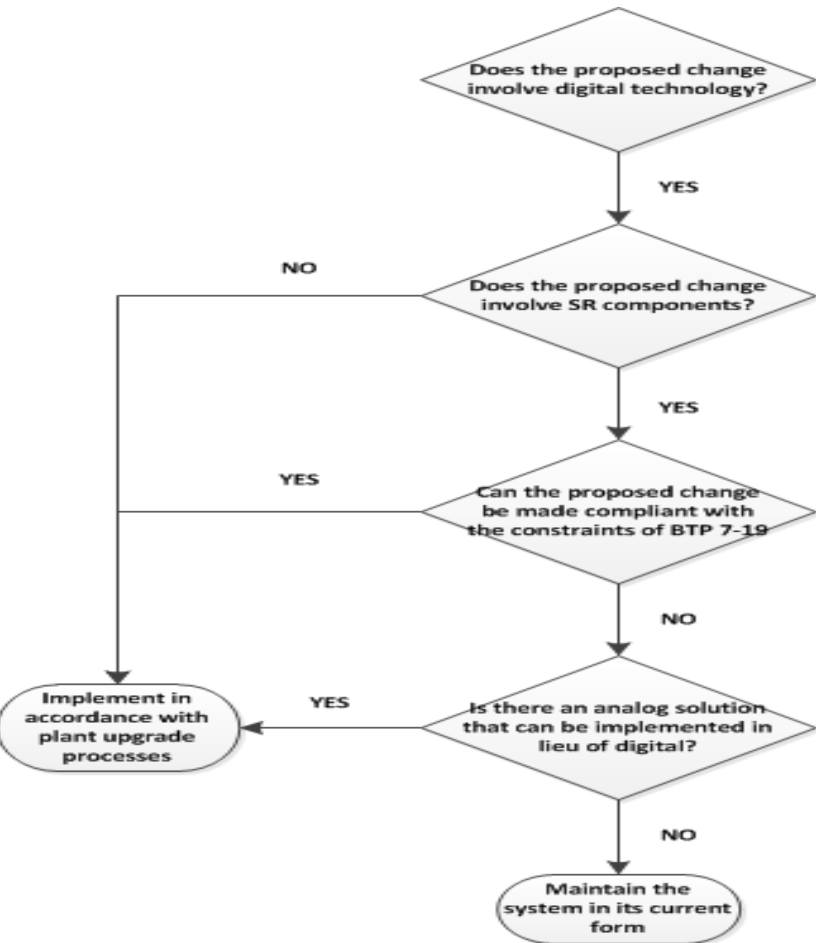 Does the proposed change
involve digital technology?
YES
NO
Does the proposed change
involve SR components?
YES
YES
Can the proposed change
be made compliant with
the constraints of BTP 7-19
NO
Implement in
accordance with
plant upgrade
processes
YES
Is there an analog solution
that can be implemented in
lieu of digital?
NO
Maintain the
system in its current
form